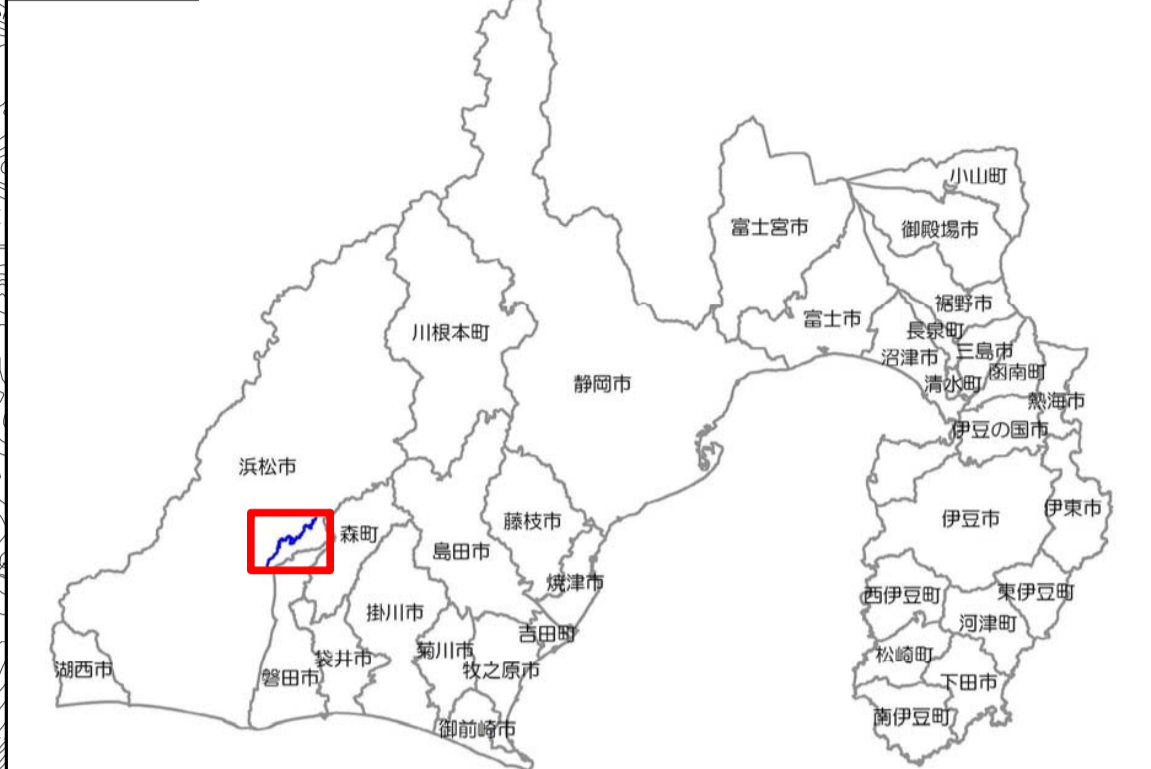 小山町
富士宮市
御殿場市
裾野市
富士市
長泉町
川根本町
三島市
沼津市
函南町
静岡市
清水町
熱海市
伊豆の国市
浜松市
伊東市
藤枝市
伊豆市
森町
島田市
焼津市
東伊豆町
西伊豆町
掛川市
河津町
吉田町
菊川市
松崎町
袋井市
湖西市
牧之原市
磐田市
下田市
南伊豆町
御前崎市